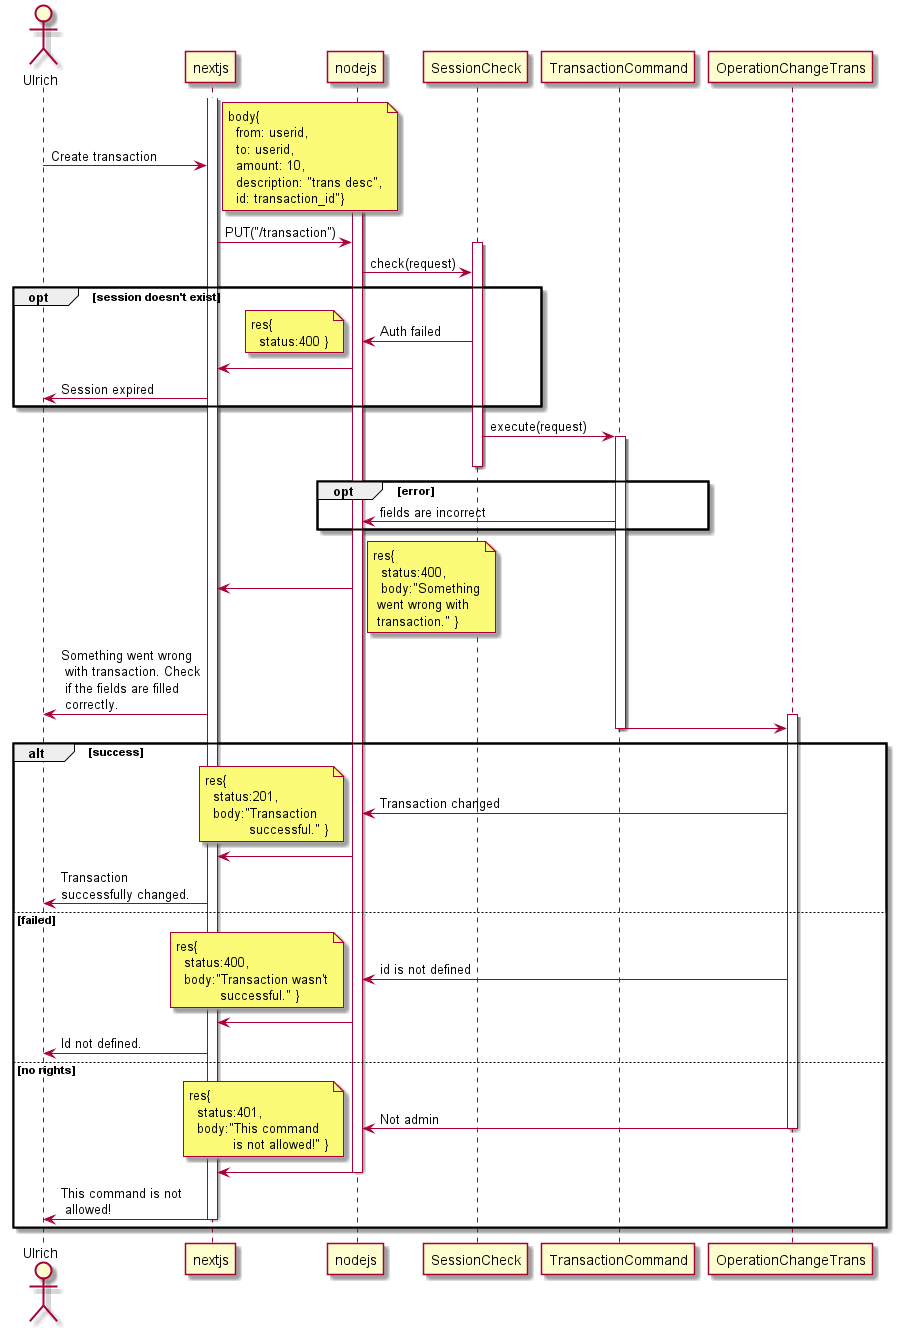 Ulrich
nextjs
nodejs
SessionCheck
TransactionCommand
OperationChangeTrans
body{
from: userid,
to: userid,
amount: 10,
description: "trans desc",
id: transaction_id"}
Create transaction
PUT("/transaction")
check(request)
opt
[session doesn't exist]
res{
status:400 }
Auth failed
Session expired
execute(request)
opt
[error]
fields are incorrect
res{
status:400,
body:"Something
went wrong with
transaction." }
Something went wrong
with transaction. Check
if the fields are filled
correctly.
alt
[success]
res{
status:201,
body:"Transaction
successful." }
Transaction changed
Transaction
successfully changed.
[failed]
res{
status:400,
body:"Transaction wasn't
successful." }
id is not defined
Id not defined.
[no rights]
res{
status:401,
body:"This command
is not allowed!" }
Not admin
This command is not
allowed!
Ulrich
nextjs
nodejs
SessionCheck
TransactionCommand
OperationChangeTrans